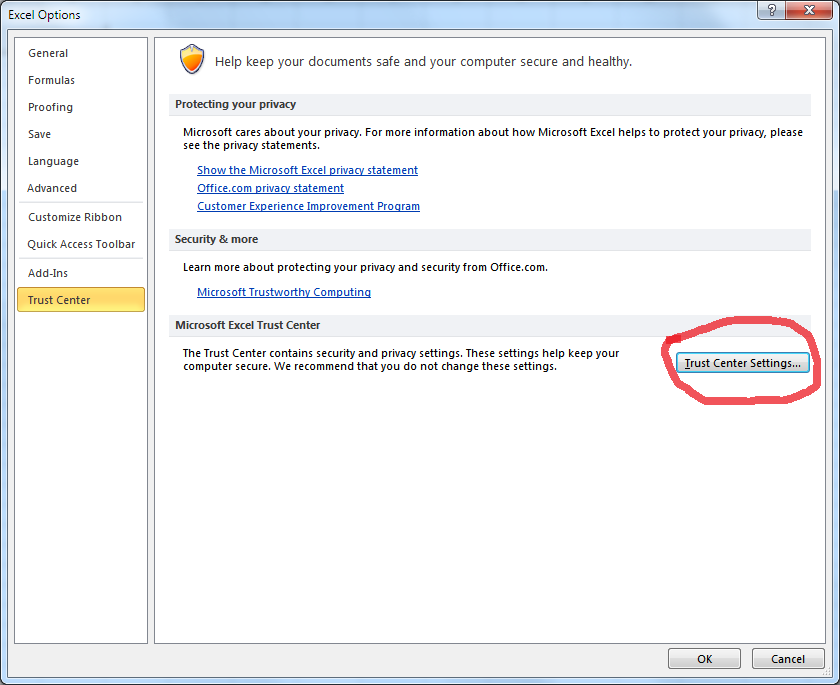 Excel Options
?
General
Formulas
Proofing
Save
Language
Advanced
Customize Ribbon
Quick Access Toolbar
Add-Ins
Trust Center
Help keep your documents safe and your computer secure and healthy.
Protecting your privacy
Microsoft cares about your privacy. For more information about how Microsoft Excel helps to protect your privacy, please
see the privacy statements.
Show the Microsoft Excel privacy statement
Office.com privacy statement
Customer Experience Improvement Program
Security & more
Learn more about protecting your privacy and security from Office.com.
Microsoft Trustworthy Computing
Microsoft Excel Trust Center
The Trust Center contains security and privacy settings. These settings help keep your
computer secure. We recommend that you do not change these settings.
Trust Center Settings...
OK
Cancel